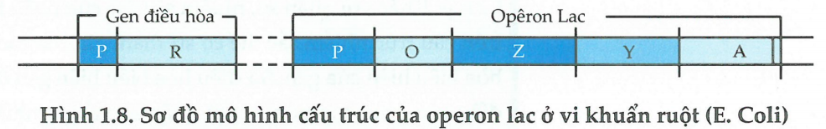 Gen điều hòa Opêron Lac
P R P O Z Y A
Hình 1.8. Sơ đồ mô hình cấu trúc của operon lac ở vi khuẩn ruột (E. Coli)